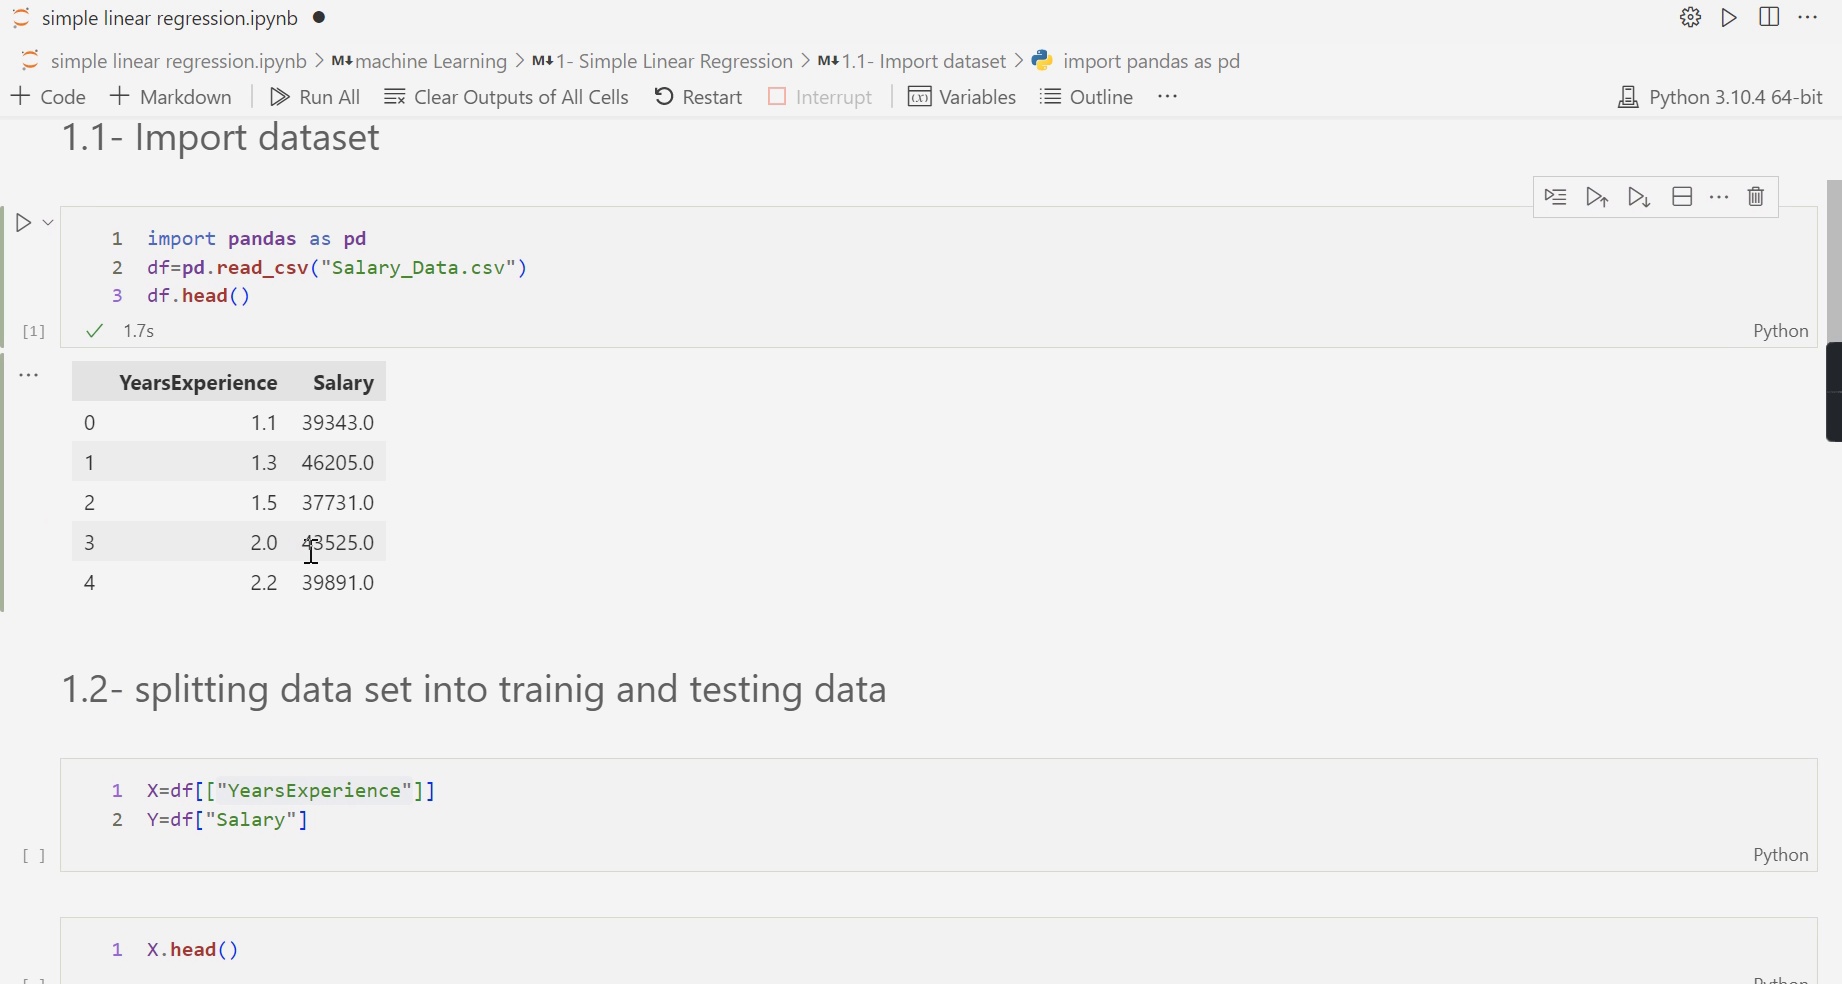 simple linear regression.ipynb
simple linear regression.ipynb > M↓ machine Learning > M↓ 1- Simple Linear Regression > M↓ 1.1- Import dataset > import pandas as pd
+ Code + Markdown Run All Clear Outputs of All Cells Restart Interrupt Variables Outline ... Python 3.10.4 64-bit
1.1- Import dataset
1 import pandas as pd
2 df=pd.read_csv("Salary_Data.csv")
3 df.head()
[1] ✓ 1.7s Python
YearsExperience Salary
0 1.1 39343.0
1 1.3 46205.0
2 1.5 37731.0
3 2.0 43525.0
4 2.2 39891.0
1.2- splitting data set into trainig and testing data
1 X=df[["YearsExperience"]]
2 Y=df["Salary"]
[ ] Python
1 X.head()
[ ] Python